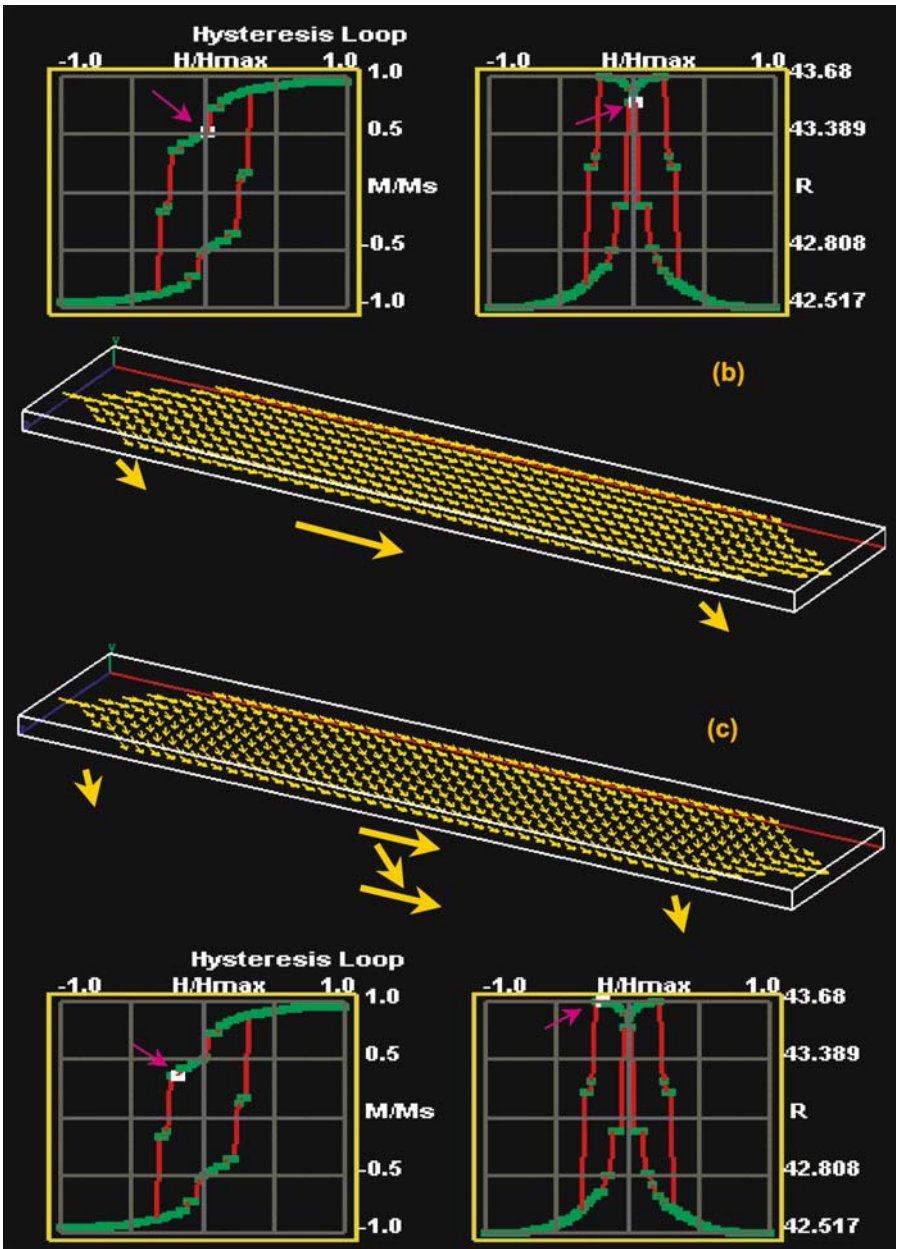 Hysteresis Loop
-1.0 H/Hmax 1.0
1.0
0.5
M/Ms
-0.5
-1.0
-1.0 H/Hmax 1.0
43.68
43.389
R
42.808
42.517
(b)
Y
(c)
Y
Hysteresis Loop
-1.0 H/Hmax 1.0
1.0
0.5
M/Ms
-0.5
-1.0
-1.0 H/Hmax 1.0
43.68
43.389
R
42.808
42.517